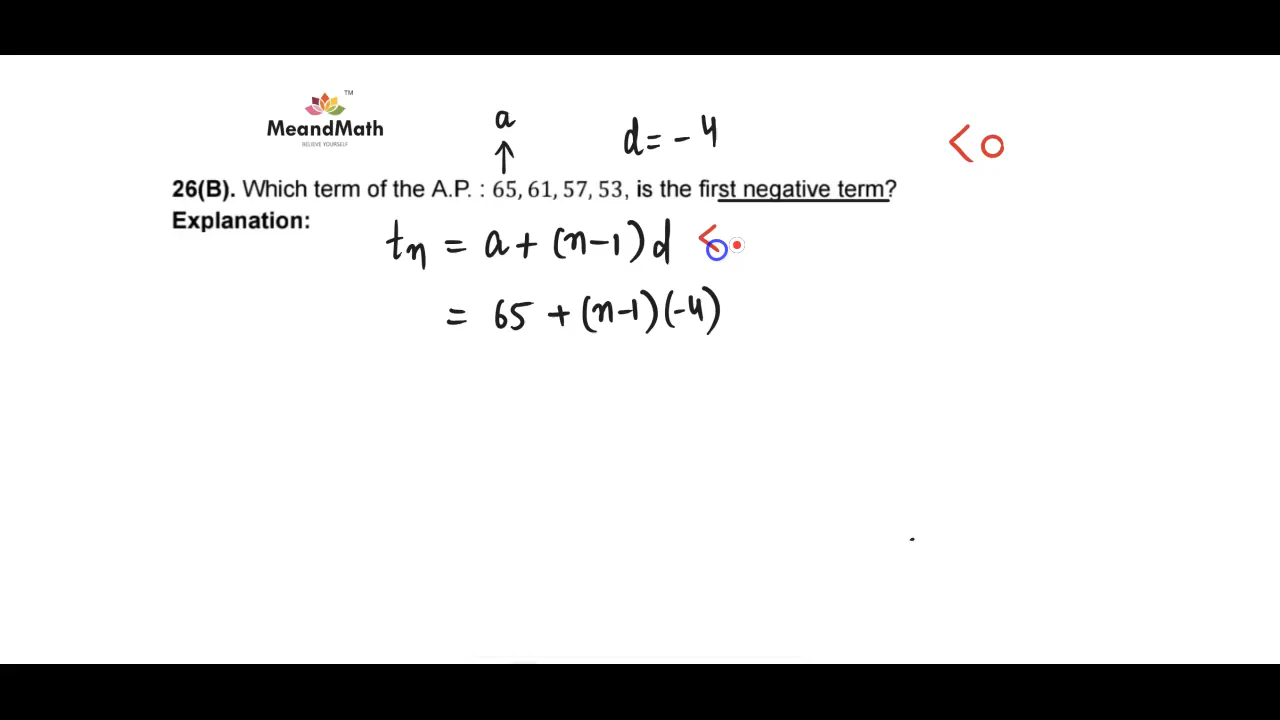 TM
MeandMath
BELIEVE YOURSELF
a
↑
d = - 4
< 0
26(B). Which term of the A.P. : 65, 61, 57, 53, is the first negative term?
Explanation:
tn = a + (n-1) d <
= 65 + (n-1) (-4)